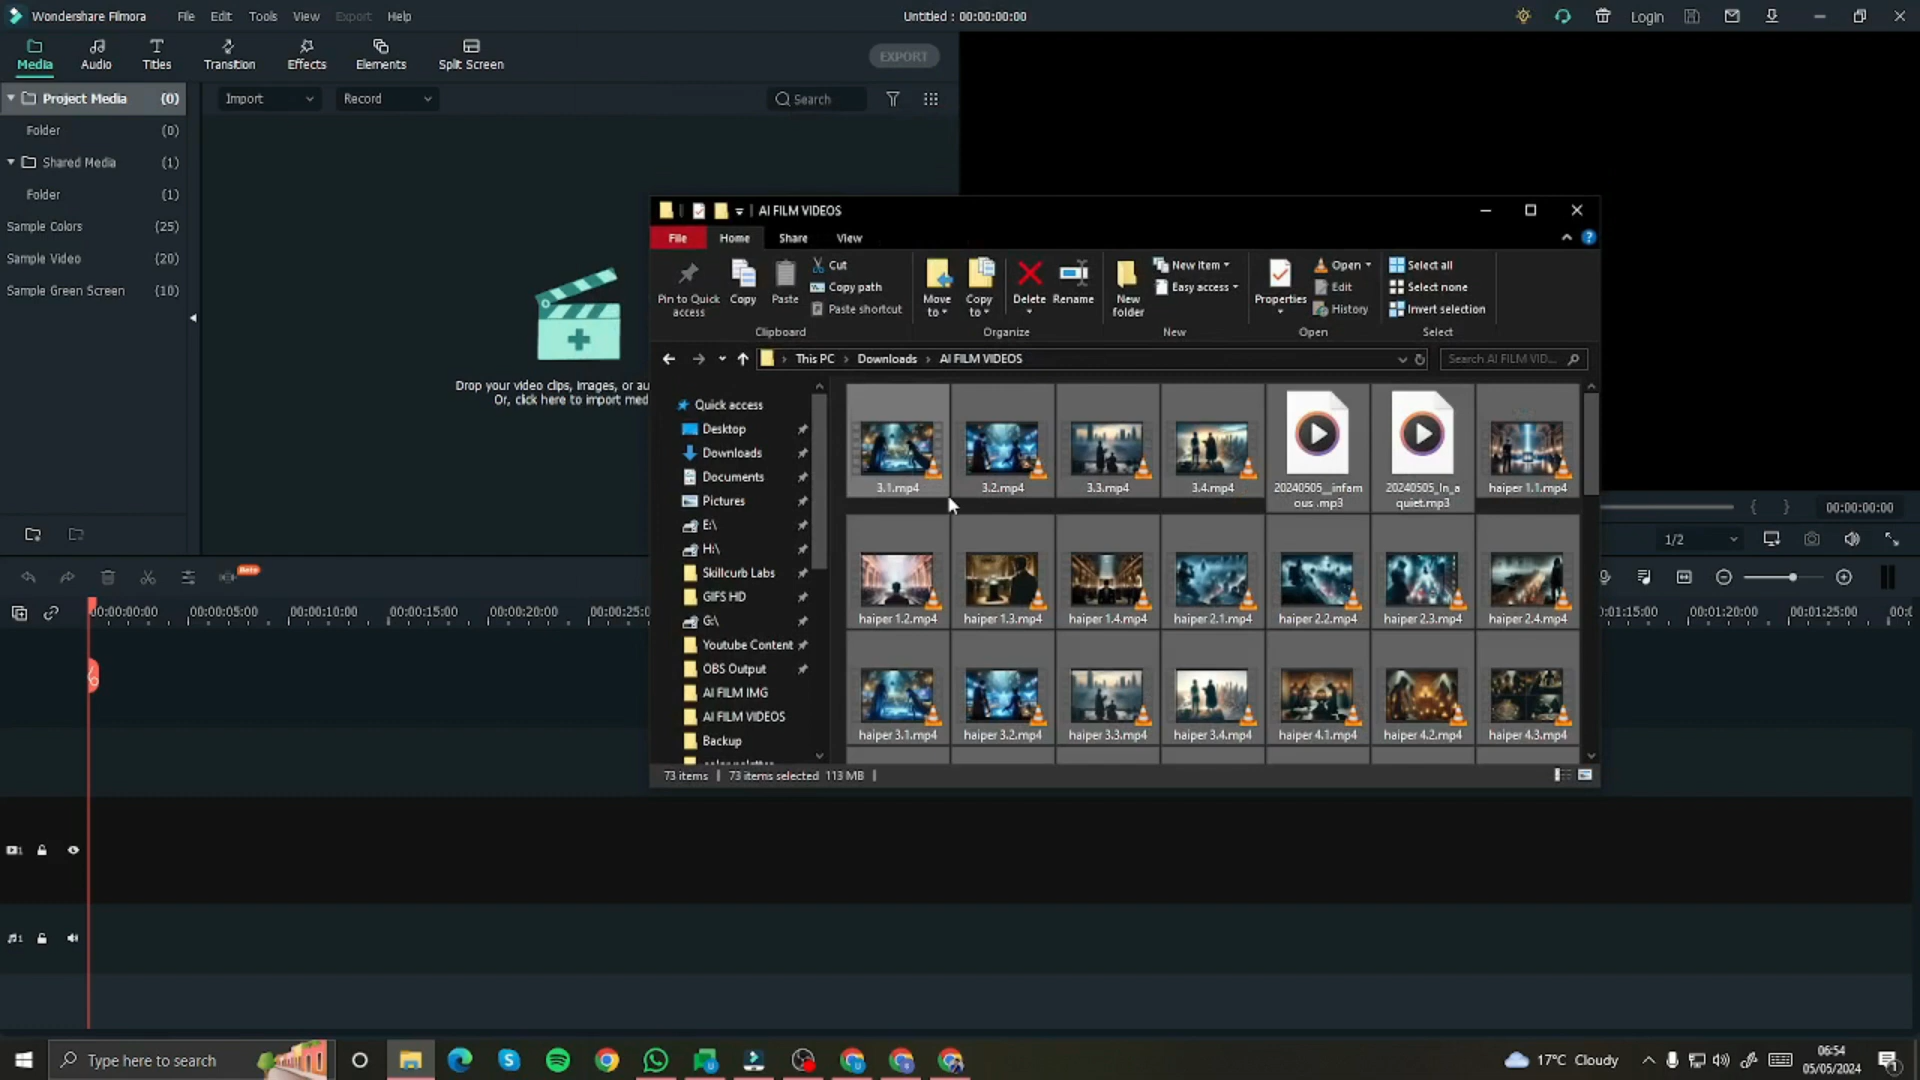 Wondershare Filmora
File Edit Tools View Export Help
Untitled : 00:00:00:00
Login
Media Audio Titles Transition Effects Elements Split Screen
EXPORT
Project Media (0)
Import
Record
Search
Folder (0)
Shared Media (1)
Folder (1)
Sample Colors (25)
Sample Video (20)
Sample Green Screen (10)
Drop your video clips, images, or au
Or, click here to import med
AI FILM VIDEOS
File Home Share View
Pin to Quick access
Copy
Paste
Cut
Copy path
Paste shortcut
Clipboard
Move to
Copy to
Delete
Rename
Organize
New folder
New item
Easy access
New
Properties
Open
Edit
History
Open
Select all
Select none
Invert selection
Select
This PC > Downloads > AI FILM VIDEOS
Search AI FILM VID...
Quick access
Desktop
Downloads
Documents
Pictures
E:\
H:\
Skillcurb Labs
GIFS HD
G:\
Youtube Content
OBS Output
AI FILM IMG
AI FILM VIDEOS
Backup
3.1.mp4
3.2.mp4
3.3.mp4
3.4.mp4
20240505__infam
ous .mp3
20240505_In_a
quiet.mp3
haiper 1.1.mp4
haiper 1.2.mp4
haiper 1.3.mp4
haiper 1.4.mp4
haiper 2.1.mp4
haiper 2.2.mp4
haiper 2.3.mp4
haiper 2.4.mp4
haiper 3.1.mp4
haiper 3.2.mp4
haiper 3.3.mp4
haiper 3.4.mp4
haiper 4.1.mp4
haiper 4.2.mp4
haiper 4.3.mp4
73 items
73 items selected 113 MB
00:00:00:00
1/2
Beta
00:00:00:00 00:00:05:00 00:00:10:00 00:00:15:00 00:00:20:00 00:00:25:0
0:01:15:00 00:01:20:00 00:01:25:00 00:0
1
1
Type here to search
17°C Cloudy
06:54
05/05/2024
1